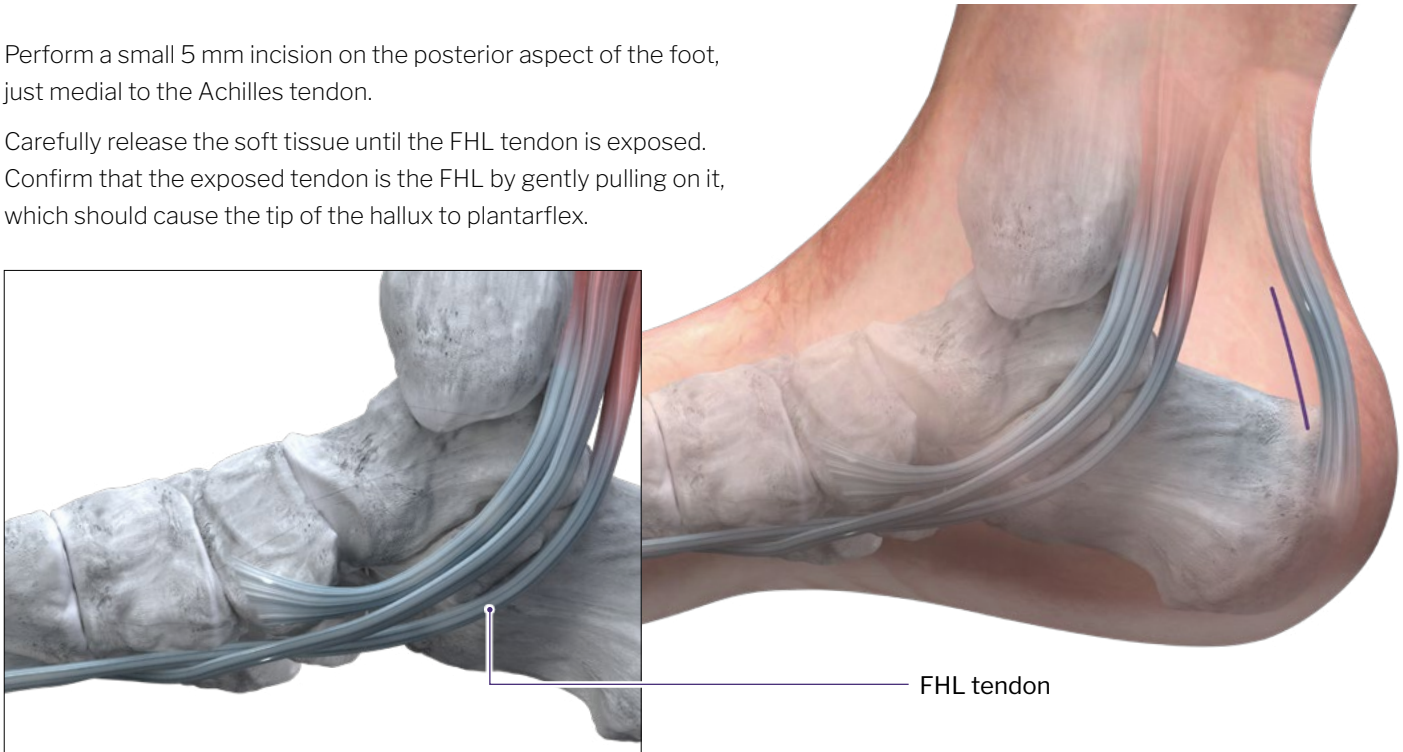 Perform a small 5 mm incision on the posterior aspect of the foot,
just medial to the Achilles tendon.
Carefully release the soft tissue until the FHL tendon is exposed.
Confirm that the exposed tendon is the FHL by gently pulling on it,
which should cause the tip of the hallux to plantarflex.
FHL tendon